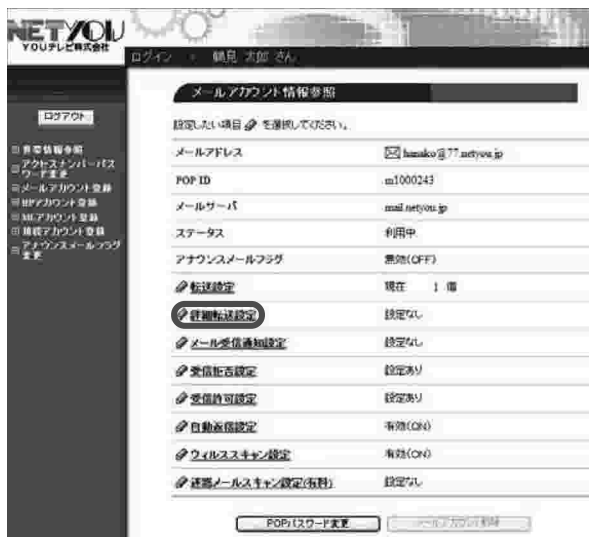 NETYOU
YOUテレビ株式会社
ログイン ： 鶴見 太郎 さん
ログアウト
メールアカウント情報参照
設定したい項目 を選択してください。
契約情報参照
アクセスナンバーパス
ワード変更
メールアカウント登録
HPアカウント登録
MLアカウント登録
接続アカウント登録
アナウンスメールフラグ
変更
メールアドレス hanako@77.netyou.jp
POP ID m1000243
メールサーバ mail.netyou.jp
ステータス 利用中
アナウンスメールフラグ 無効(OFF)
転送設定 現在 1 個
詳細転送設定 設定なし
メール受信通知設定 設定なし
受信拒否設定 設定あり
受信許可設定 設定あり
自動返信設定 有効(ON)
ウィルススキャン設定 有効(ON)
迷惑メールスキャン設定(有料) 設定なし
POPパスワード変更 メールアカウント削除